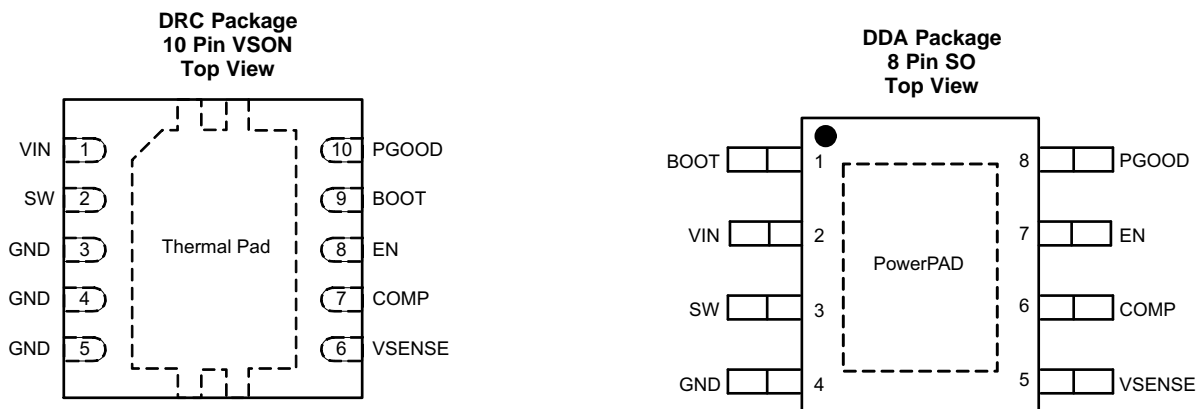 DRC Package
10 Pin VSON
Top View
VIN 1 10 PGOOD
SW 2 9 BOOT
GND 3 Thermal Pad 8 EN
GND 4 7 COMP
GND 5 6 VSENSE
DDA Package
8 Pin SO
Top View
BOOT 1 8 PGOOD
VIN 2 7 EN
PowerPAD
SW 3 6 COMP
GND 4 5 VSENSE